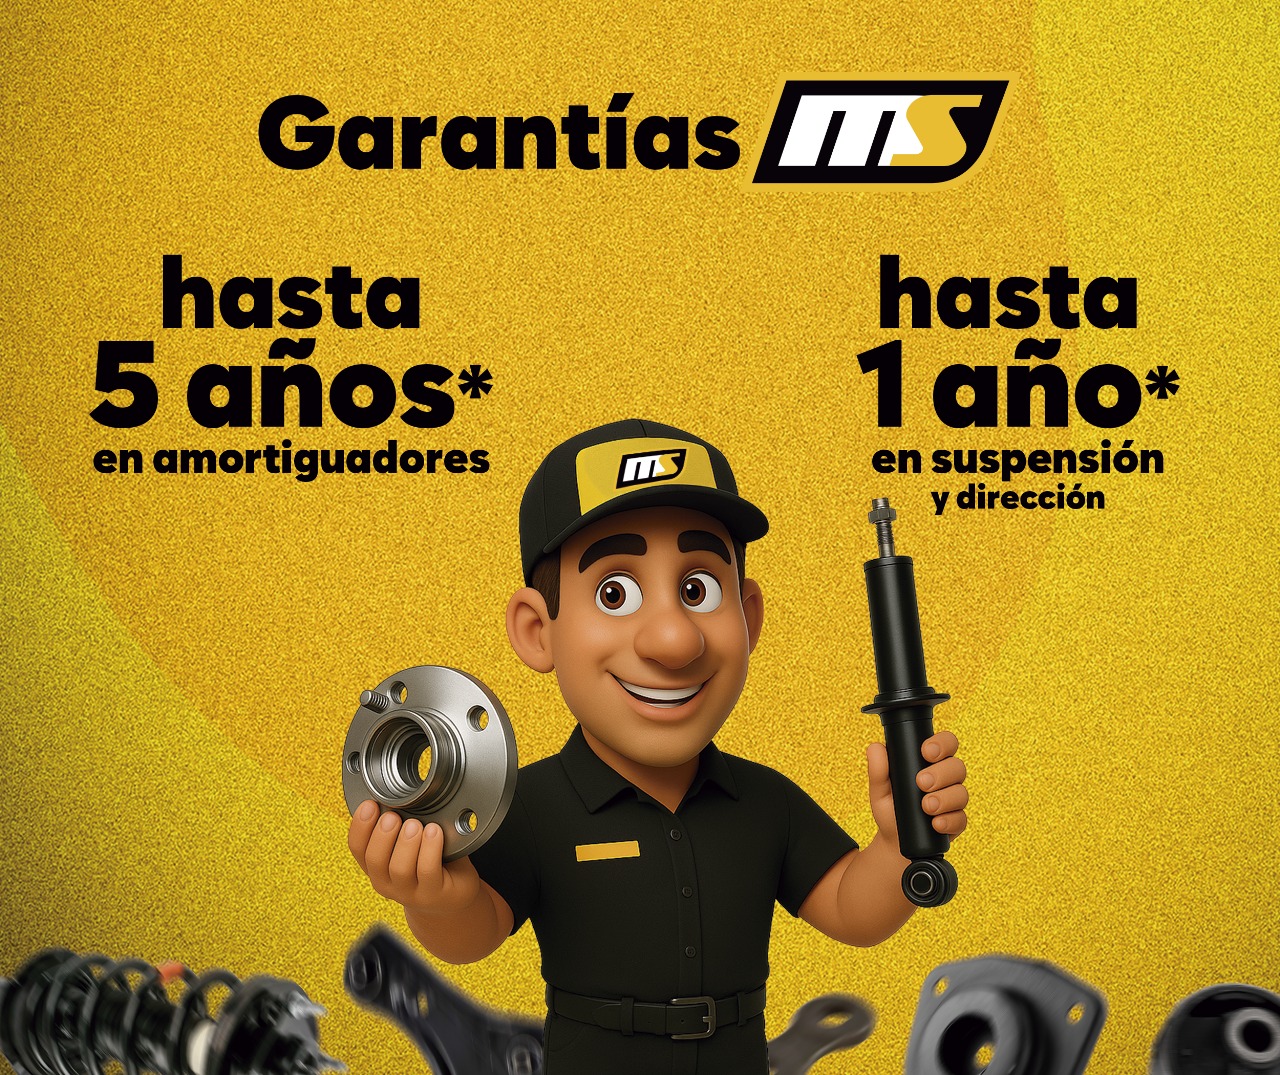 Garantías MS
hasta
5 años*
en amortiguadores
hasta
1 año*
en suspensión
y dirección
MS